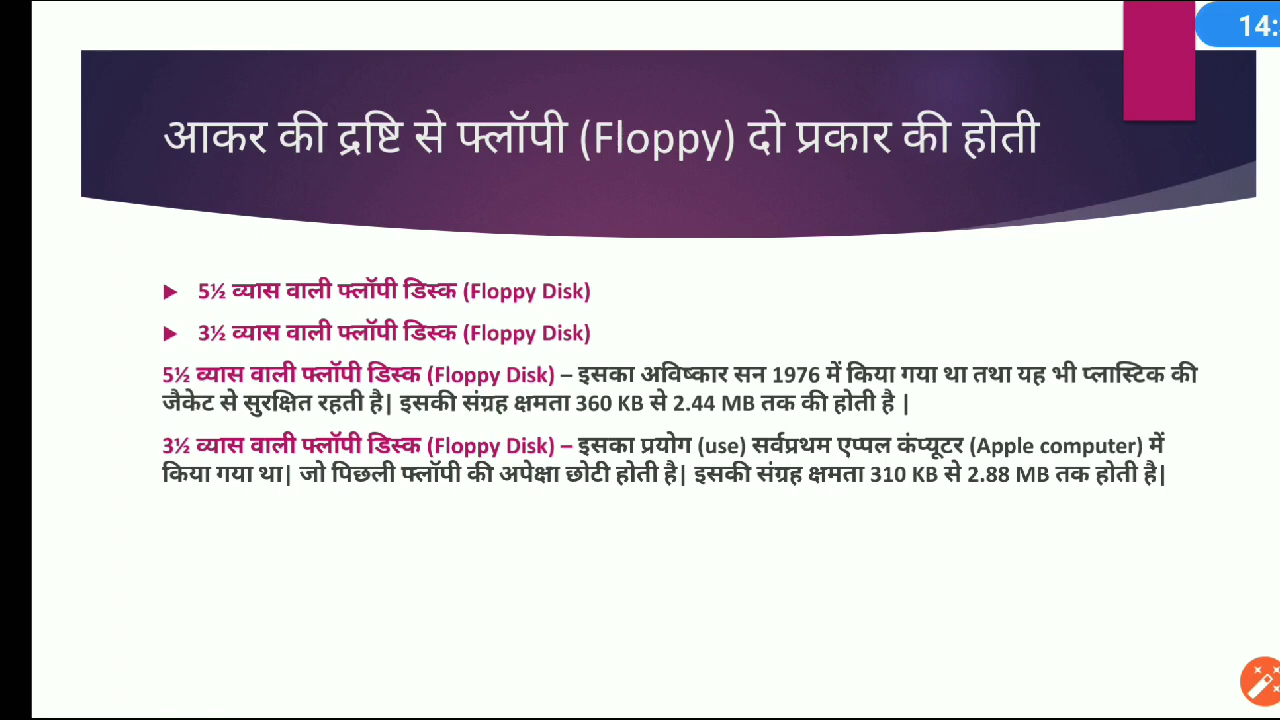 14:
आकर की द्रष्टि से फ्लॉपी (Floppy) दो प्रकार की होती
5½ व्यास वाली फ्लॉपी डिस्क (Floppy Disk)
3½ व्यास वाली फ्लॉपी डिस्क (Floppy Disk)
5½ व्यास वाली फ्लॉपी डिस्क (Floppy Disk) – इसका अविष्कार सन 1976 में किया गया था तथा यह भी प्लास्टिक की
जैकेट से सुरक्षित रहती है| इसकी संग्रह क्षमता 360 KB से 2.44 MB तक की होती है |
3½ व्यास वाली फ्लॉपी डिस्क (Floppy Disk) – इसका प्रयोग (use) सर्वप्रथम एप्पल कंप्यूटर (Apple computer) में
किया गया था| जो पिछली फ्लॉपी की अपेक्षा छोटी होती है| इसकी संग्रह क्षमता 310 KB से 2.88 MB तक होती है|